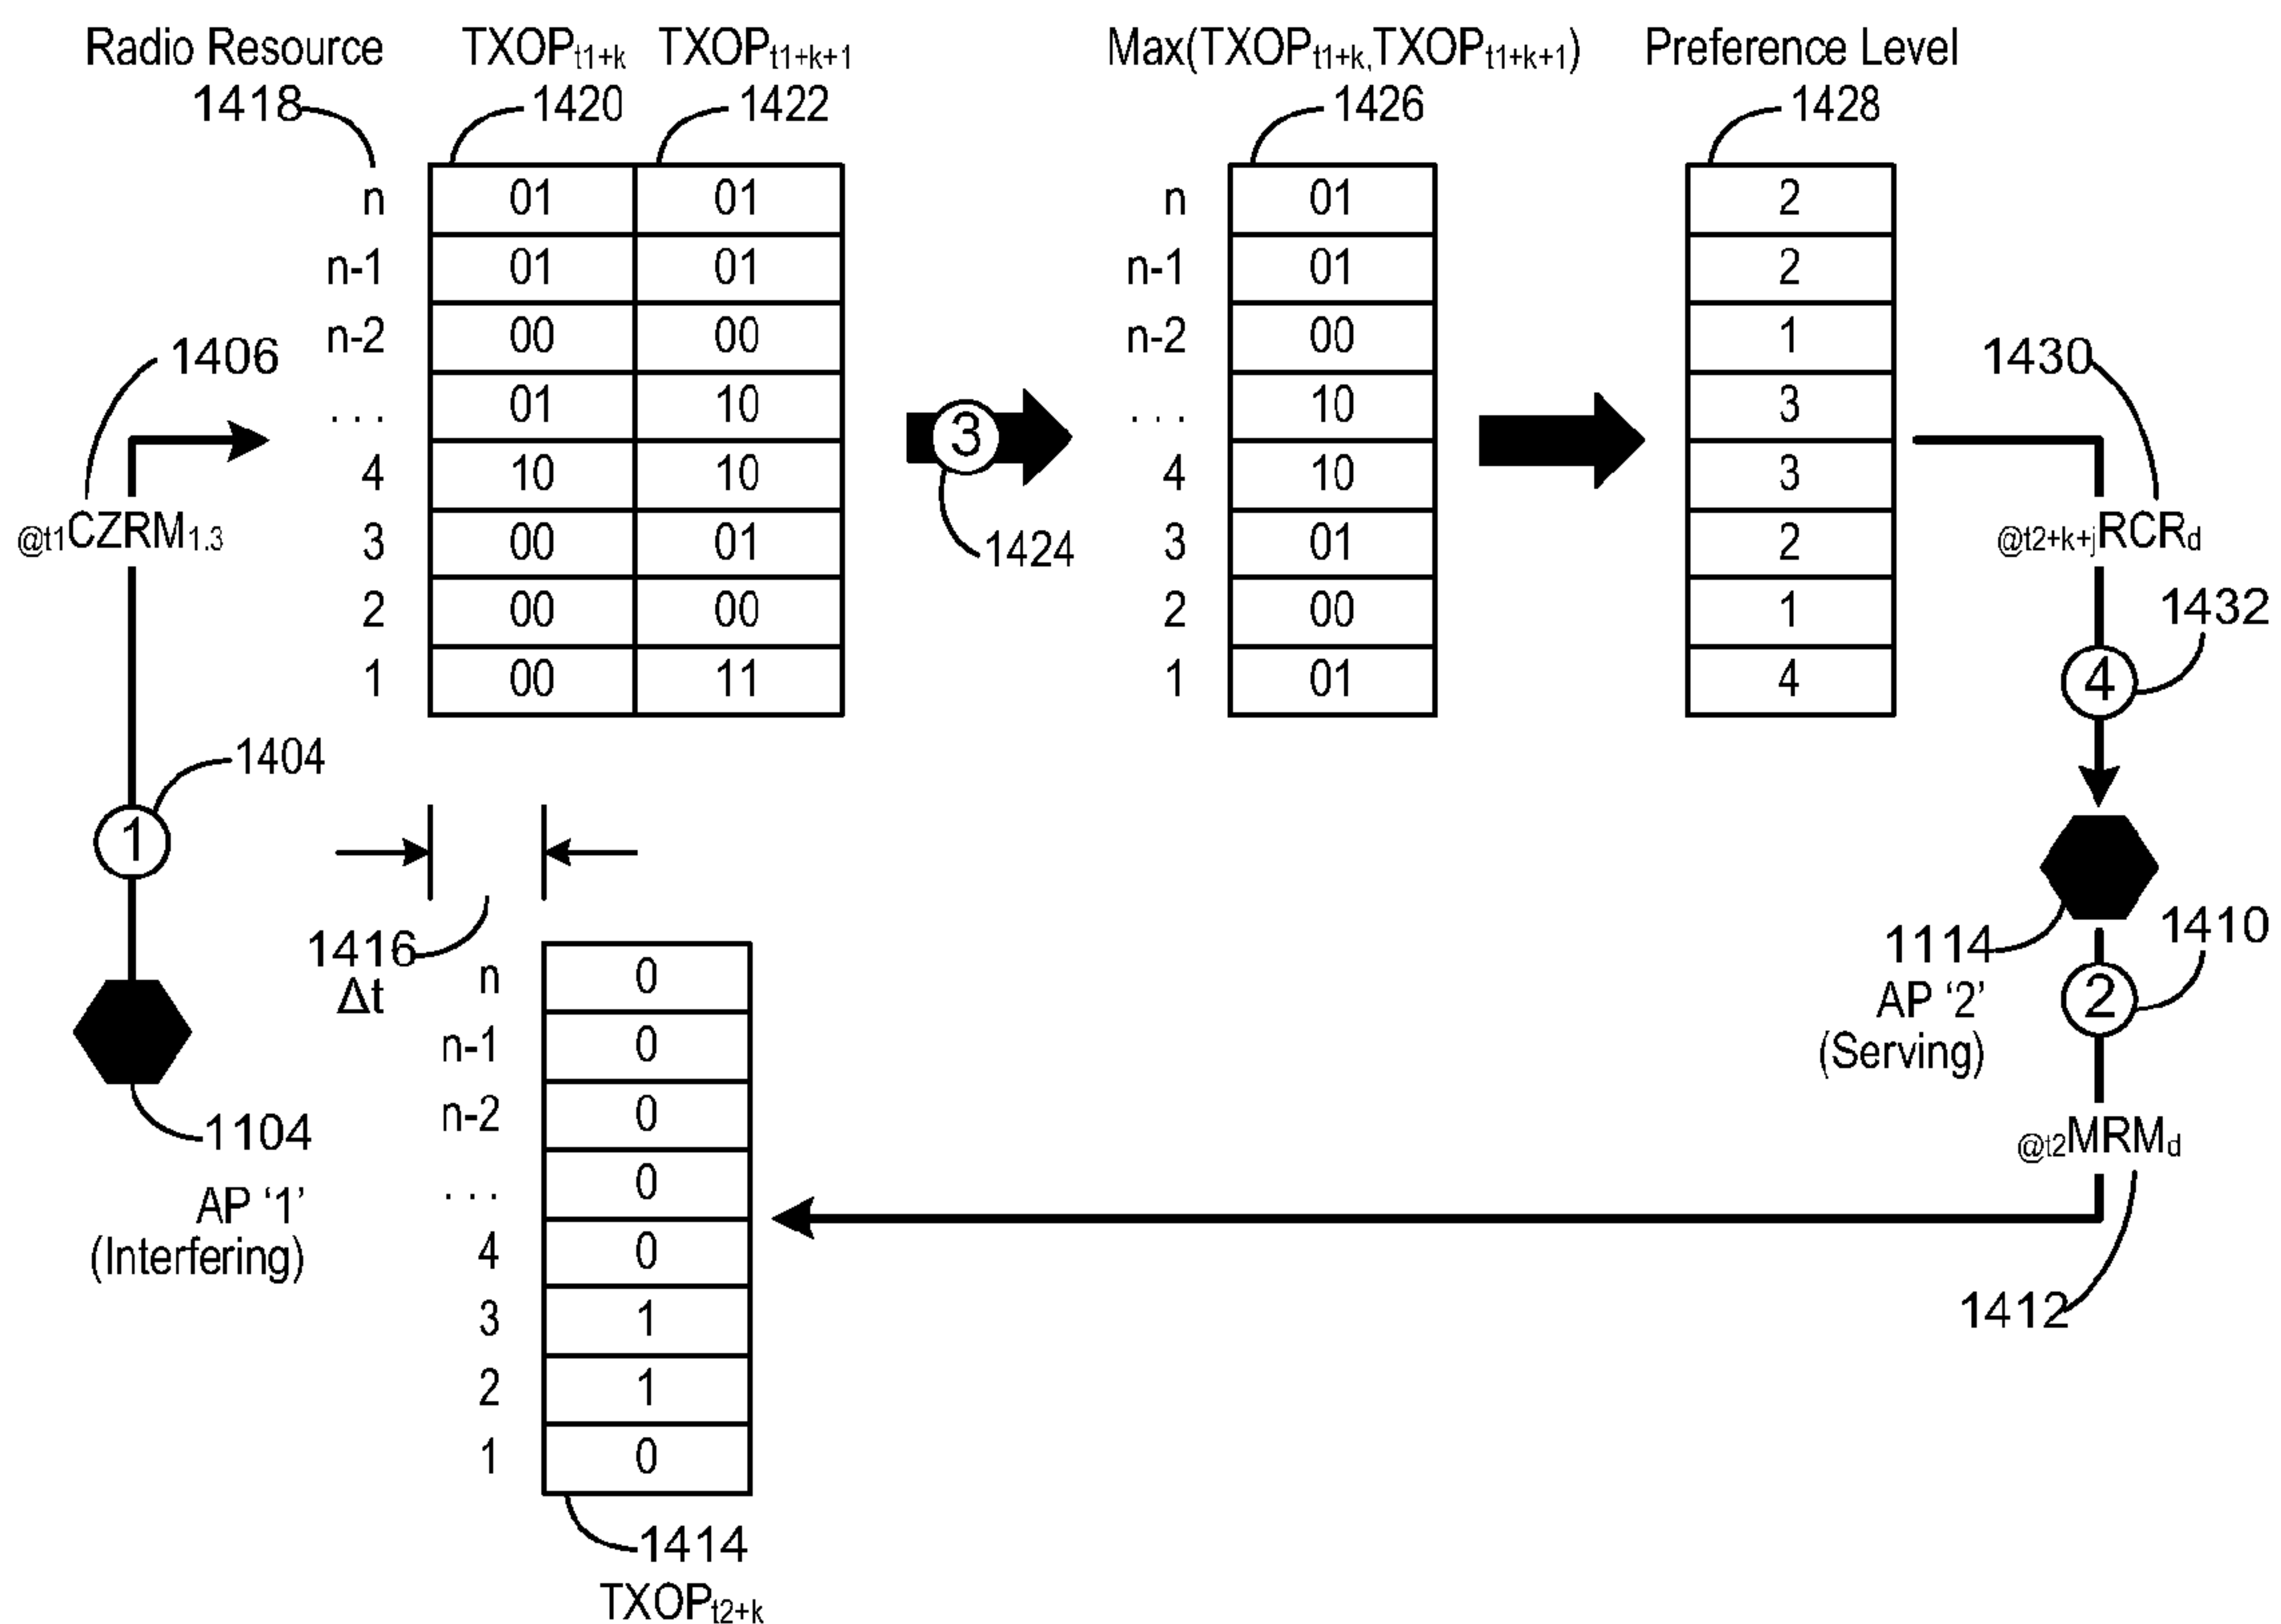 Radio Resource TXOPt1+k TXOPt1+k+1 Max(TXOPt1+k,TXOPt1+k+1) Preference Level
1418 1420 1422 1426 1428
n 01 01 n 01 2
n-1 01 01 n-1 01 2
n-2 00 00 n-2 00 1
1406 1430
. . . 01 10 . . . 10 3
3
4 10 10 4 10 3
@t1CZRM1.3 3 00 01 1424 3 01 2 @t2+k+jRCRd
2 00 00 2 00 1 1432
1 00 11 1 01 4 4
1404
1
1416
Δt
1114
AP ‘2’
(Serving)
1410
2
n 0
n-1 0
n-2 0
. . . 0
4 0
3 1
2 1
1 0
1104
AP ‘1’
(Interfering)
@t2MRMd
1412
1414
TXOPt2+k